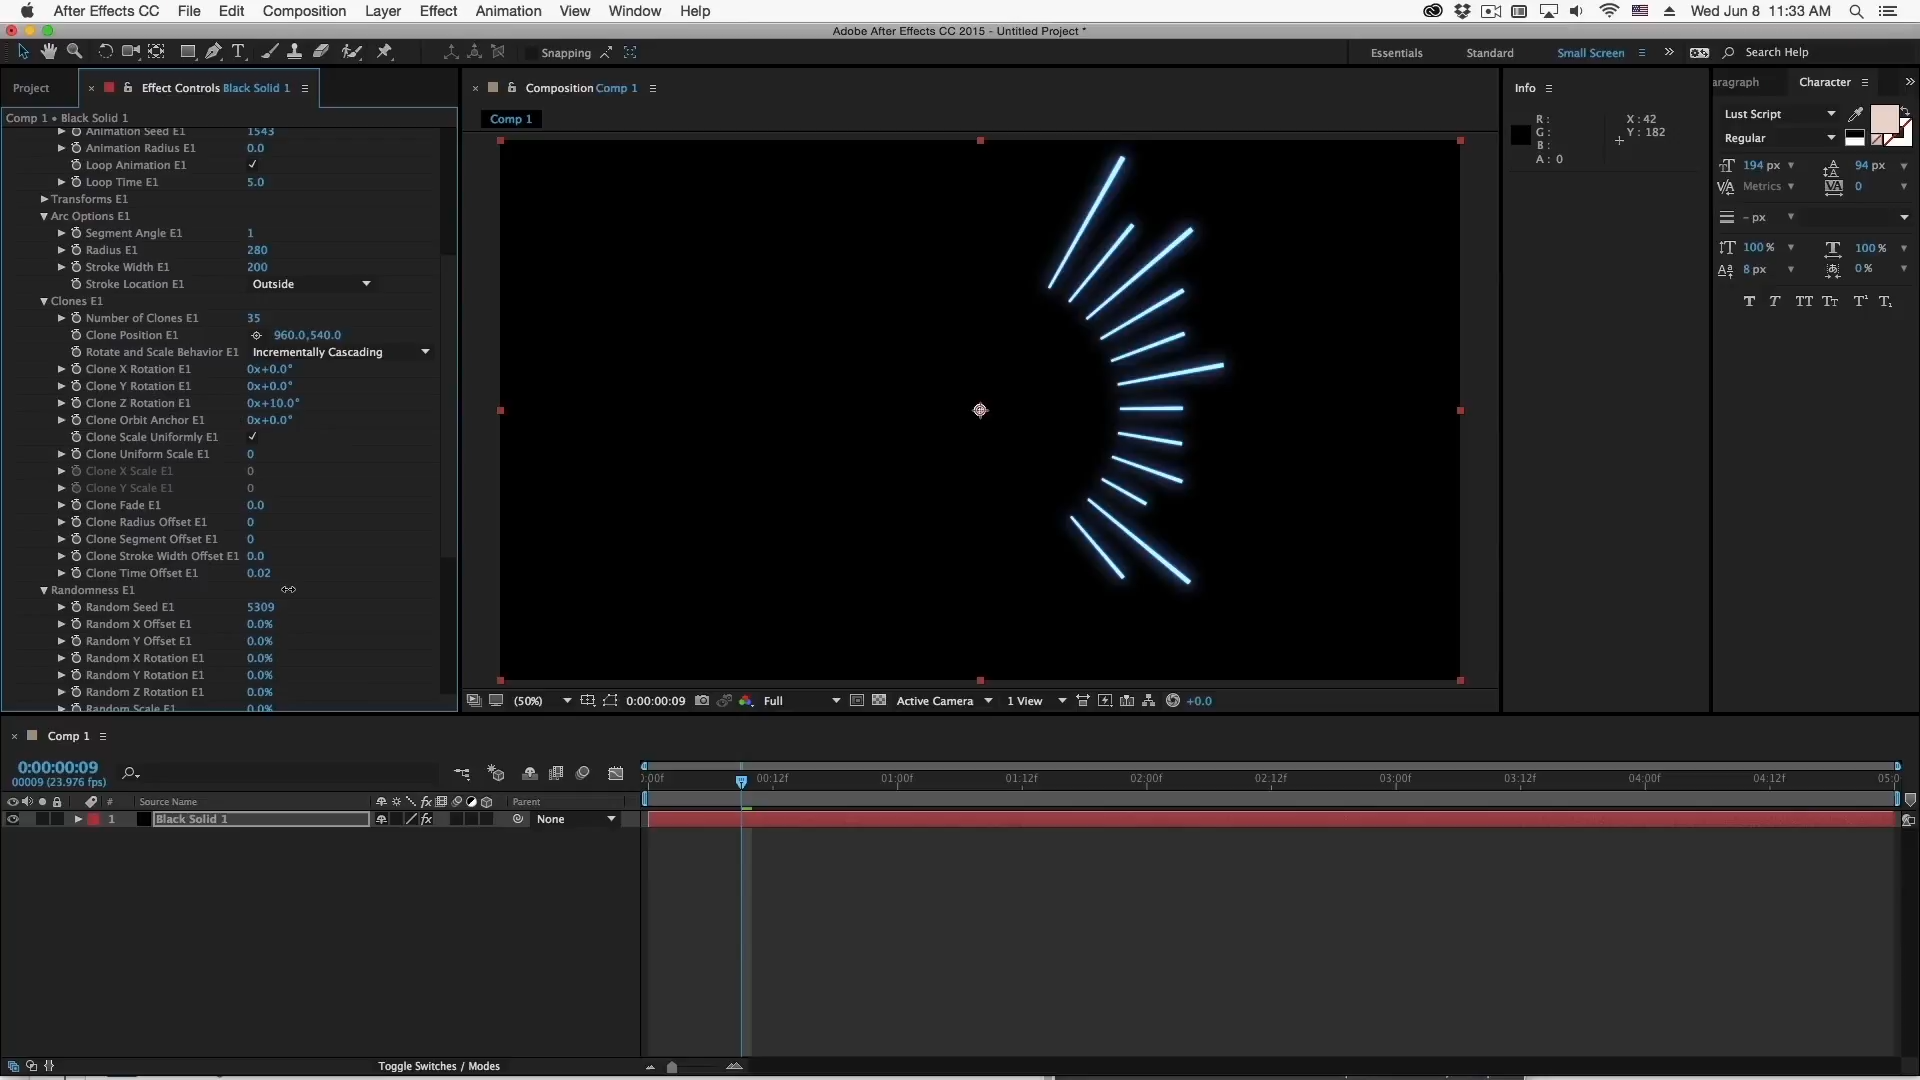 After Effects CC File Edit Composition Layer Effect Animation View Window Help Wed Jun 8 11:33 AM
Adobe After Effects CC 2015 - Untitled Project *
T Snapping Essentials Standard Small Screen Search Help
Project Effect Controls Black Solid 1
Comp 1 • Black Solid 1
Animation Seed E1 1543
Animation Radius E1 0.0
Loop Animation E1
Loop Time E1 5.0
Transforms E1
Arc Options E1
Segment Angle E1 1
Radius E1 280
Stroke Width E1 200
Stroke Location E1 Outside
Clones E1
Number of Clones E1 35
Clone Position E1 960.0,540.0
Rotate and Scale Behavior E1 Incrementally Cascading
Clone X Rotation E1 0x+0.0°
Clone Y Rotation E1 0x+0.0°
Clone Z Rotation E1 0x+10.0°
Clone Orbit Anchor E1 0x+0.0°
Clone Scale Uniformly E1
Clone Uniform Scale E1 0
Clone X Scale E1 0
Clone Y Scale E1 0
Clone Fade E1 0.0
Clone Radius Offset E1 0
Clone Segment Offset E1 0
Clone Stroke Width Offset E1 0.0
Clone Time Offset E1 0.02
Randomness E1
Random Seed E1 5309
Random X Offset E1 0.0%
Random Y Offset E1 0.0%
Random X Rotation E1 0.0%
Random Y Rotation E1 0.0%
Random Z Rotation E1 0.0%
Random Scale E1 0.0%
Composition Comp 1
Comp 1
(50%) 0:00:00:09 Full Active Camera 1 View +0.0
Info
R : X : 42
G : Y : 182
B :
A : 0
aragraph Character
Lust Script
Regular
194 px 94 px
Metrics 0
- px
100 % 100 %
8 px 0 %
T T TT Tt T¹ T₁
Comp 1
0:00:00:09
00009 (23.976 fps)
:00f 00:12f 01:00f 01:12f 02:00f 02:12f 03:00f 03:12f 04:00f 04:12f 05:0
# Source Name fx Parent
1 Black Solid 1 fx None
Toggle Switches / Modes